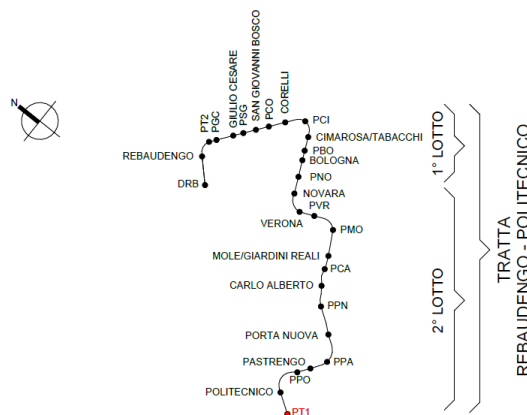 N
PT2
PGC
GIULIO CESARE
PSG
SAN GIOVANNI BOSCO
PCO
CORELLI
PCI
CIMAROSA/TABACCHI
PBO
BOLOGNA
REBAUDENGO
DRB
PNO
NOVARA
PVR
VERONA
PMO
MOLE/GIARDINI REALI
PCA
CARLO ALBERTO
PPN
PORTA NUOVA
PASTRENGO
PPA
PPO
POLITECNICO
PT1
1° LOTTO
2° LOTTO
TRATTA
REBAUDENGO - POLITECNICO